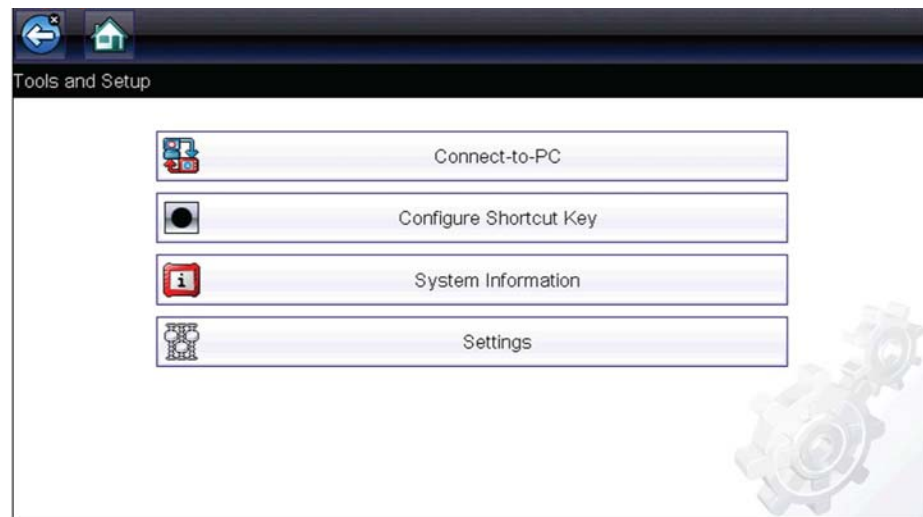 Tools and Setup
Connect-to-PC
Configure Shortcut Key
System Information
Settings